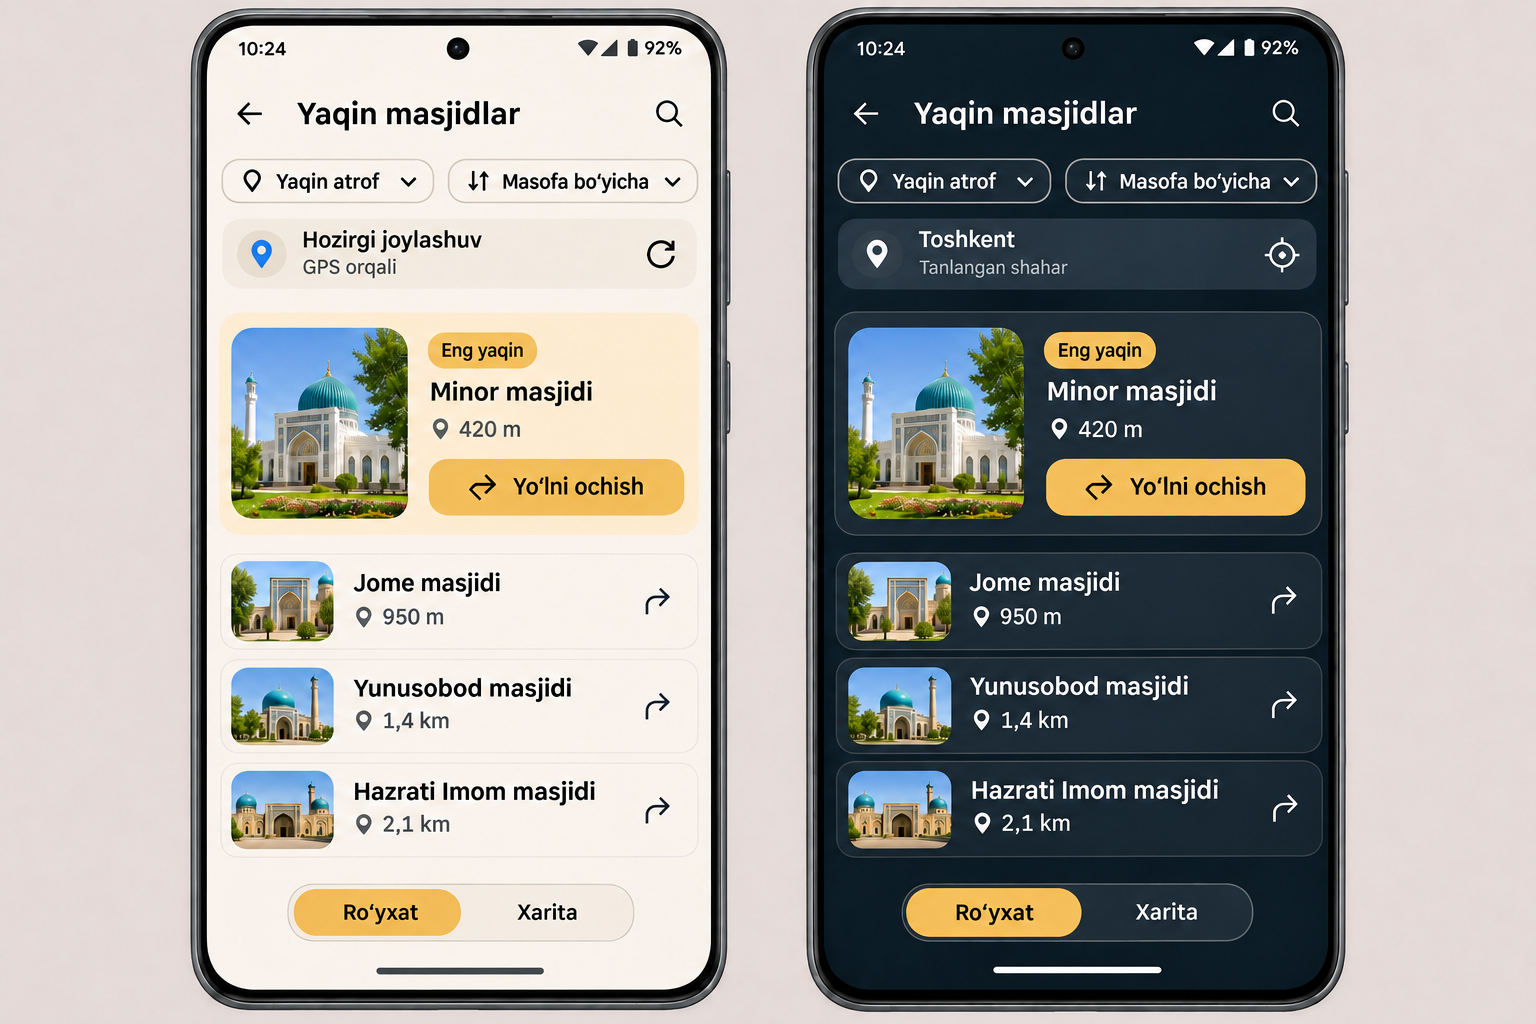 10:24
92%
Yaqin masjidlar
Yaqin atrof
Masofa bo‘yicha
Hozirgi joylashuv
GPS orqali
Eng yaqin
Minor masjidi
420 m
Yo‘lni ochish
Jome masjidi
950 m
Yunusobod masjidi
1,4 km
Hazrati Imom masjidi
2,1 km
Ro‘yxat
Xarita
10:24
92%
Yaqin masjidlar
Yaqin atrof
Masofa bo‘yicha
Toshkent
Tanlangan shahar
Eng yaqin
Minor masjidi
420 m
Yo‘lni ochish
Jome masjidi
950 m
Yunusobod masjidi
1,4 km
Hazrati Imom masjidi
2,1 km
Ro‘yxat
Xarita